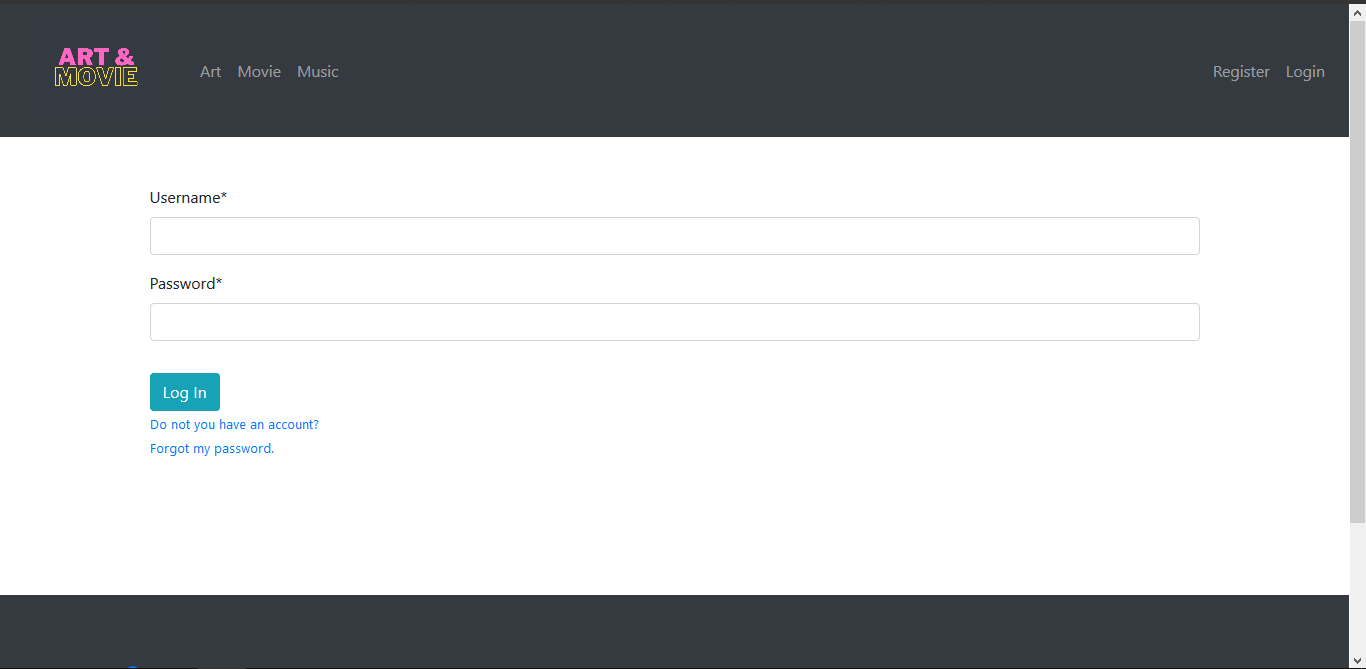 ART &
MOVIE
Art Movie Music Register Login
Username*
Password*
Log In
Do not you have an account?
Forgot my password.